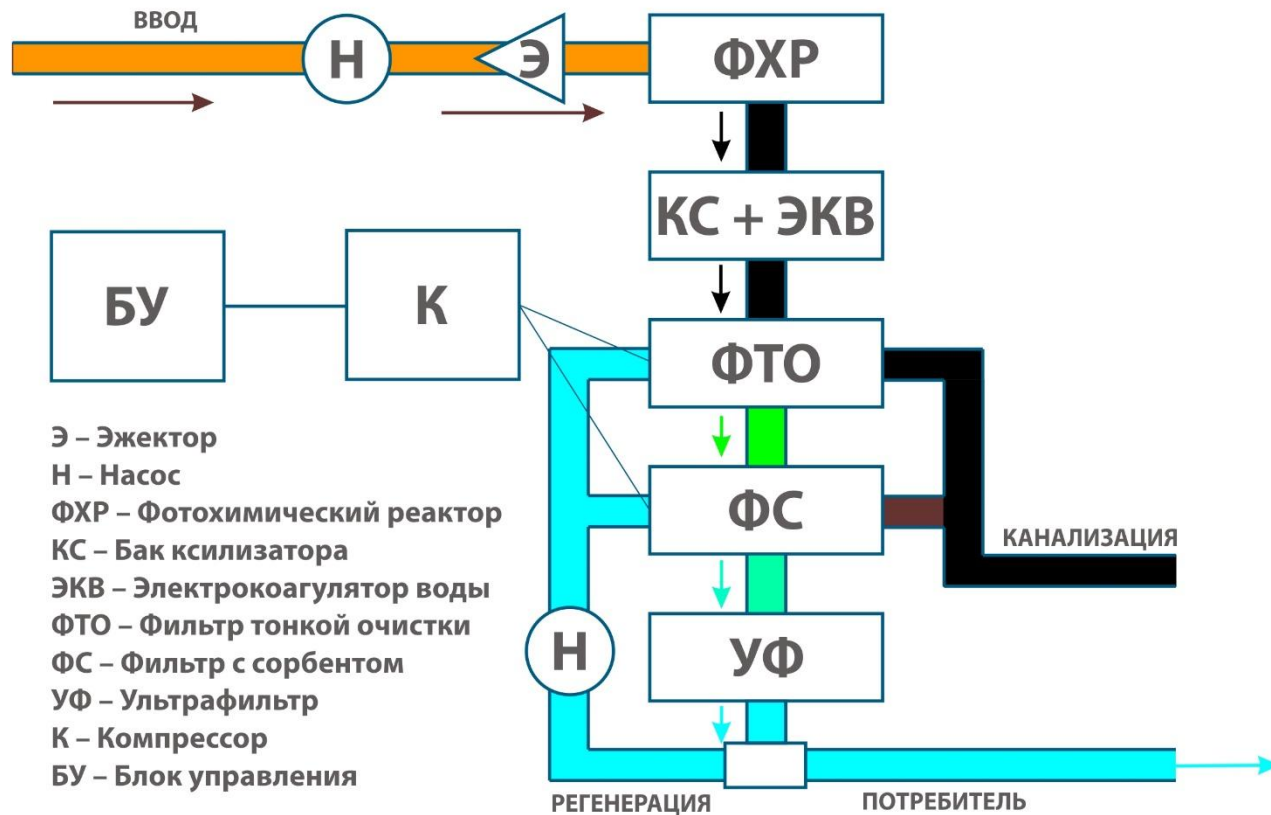 ВВОД
Н
Э
ФХР
КС + ЭКВ
БУ
К
ФТО
Э – Эжектор
Н – Насос
ФХР – Фотохимический реактор
КС – Бак ксилизатора
ЭКВ – Электрокоагулятор воды
ФТО – Фильтр тонкой очистки
ФС – Фильтр с сорбентом
УФ – Ультрафильтр
К – Компрессор
БУ – Блок управления
ФС
КАНАЛИЗАЦИЯ
Н
УФ
РЕГЕНЕРАЦИЯ
ПОТРЕБИТЕЛЬ